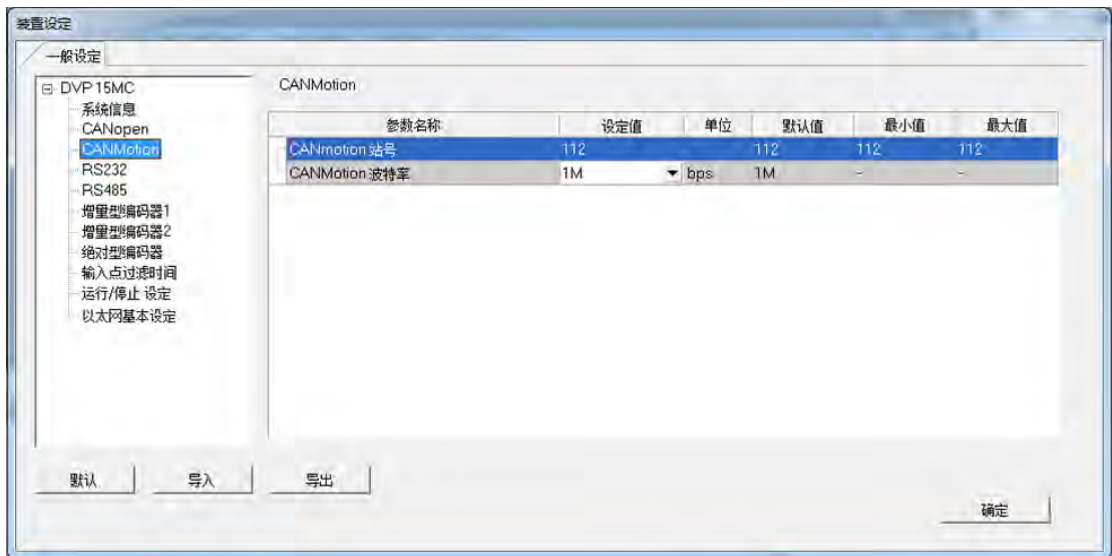 装置设定
一般设定
DVP 15MC
系统信息
CANopen
CANMotion
RS232
RS485
增量型编码器1
增量型编码器2
绝对型编码器
输入点过滤时间
运行/停止 设定
以太网基本设定
CANMotion
参数名称 设定值 单位 默认值 最小值 最大值
CANmotion 站号 112 112 112 112
CANMotion 波特率 1M bps 1M - -
默认 导入 导出
确定